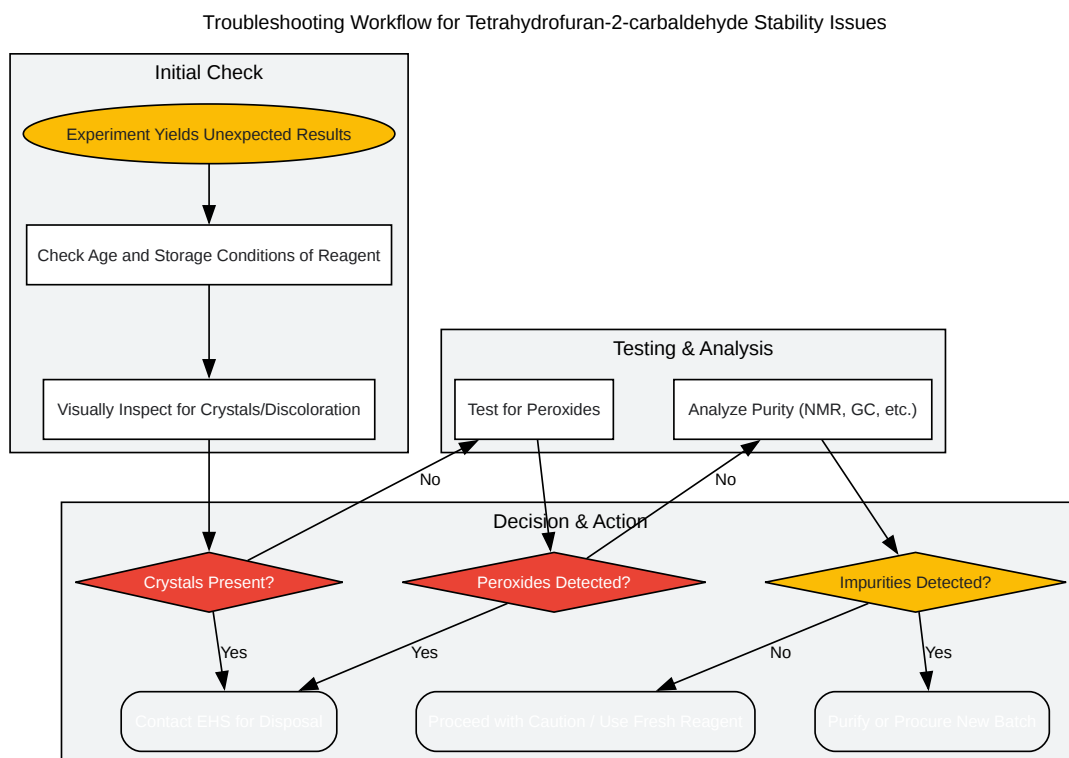 Troubleshooting Workflow for Tetrahydrofuran-2-carbaldehyde Stability Issues
Initial Check
Experiment Yields Unexpected Results
Check Age and Storage Conditions of Reagent
Visually Inspect for Crystals/Discoloration
Testing & Analysis
Test for Peroxides
Analyze Purity (NMR, GC, etc.)
No
No
Decision & Action
Crystals Present?
Peroxides Detected?
Impurities Detected?
Yes
Yes
No
Yes
Contact EHS for Disposal
Proceed with Caution / Use Fresh Reagent
Purify or Procure New Batch